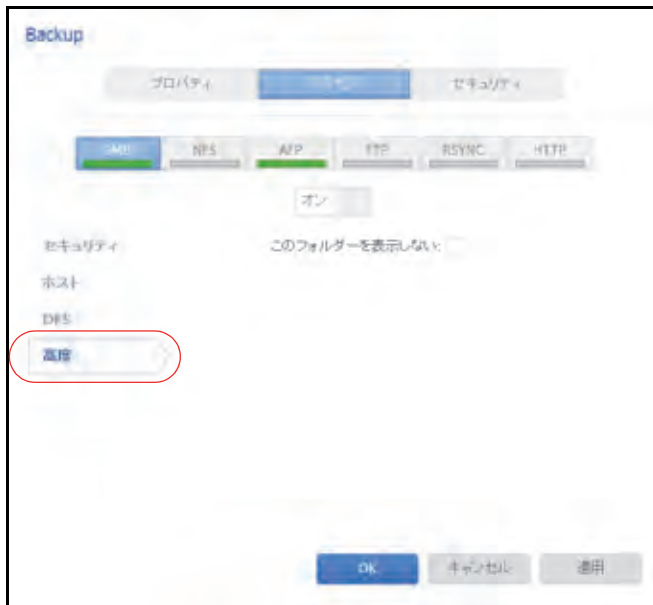 Backup
プロパティ セキュリティ
SMB NFS AFP FTP RSYNC HTTP
オン
セキュリティ このフォルダーを表示しない:
ホスト
DFS
高度
OK キャンセル 適用